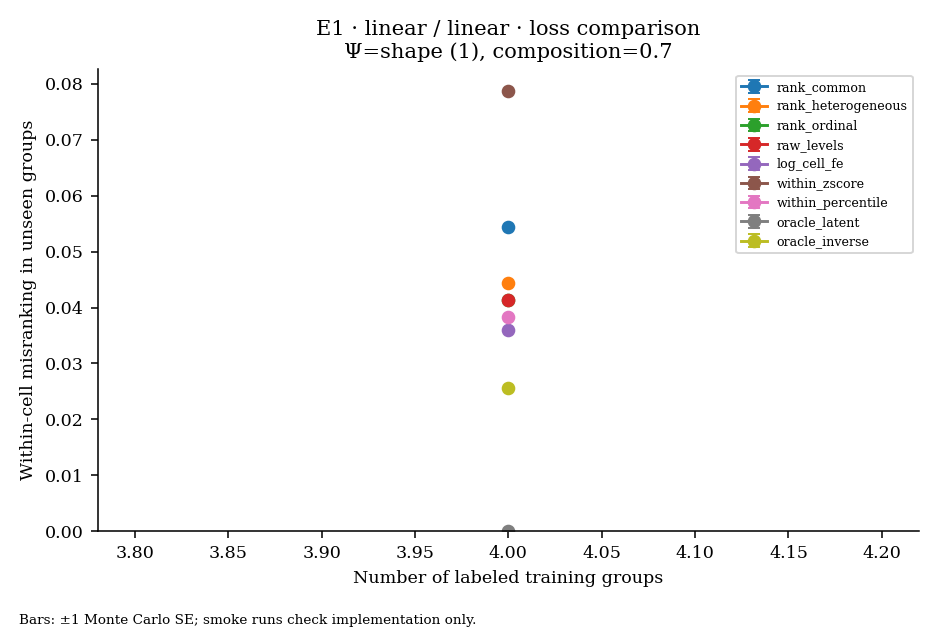 E1 · linear / linear · loss comparison
Ψ=shape (1), composition=0.7
Within-cell misranking in unseen groups
0.08
0.07
0.06
0.05
0.04
0.03
0.02
0.01
0.00
rank_common
rank_heterogeneous
rank_ordinal
raw_levels
log_cell_fe
within_zscore
within_percentile
oracle_latent
oracle_inverse
3.80 3.85 3.90 3.95 4.00 4.05 4.10 4.15 4.20
Number of labeled training groups
Bars: ±1 Monte Carlo SE; smoke runs check implementation only.